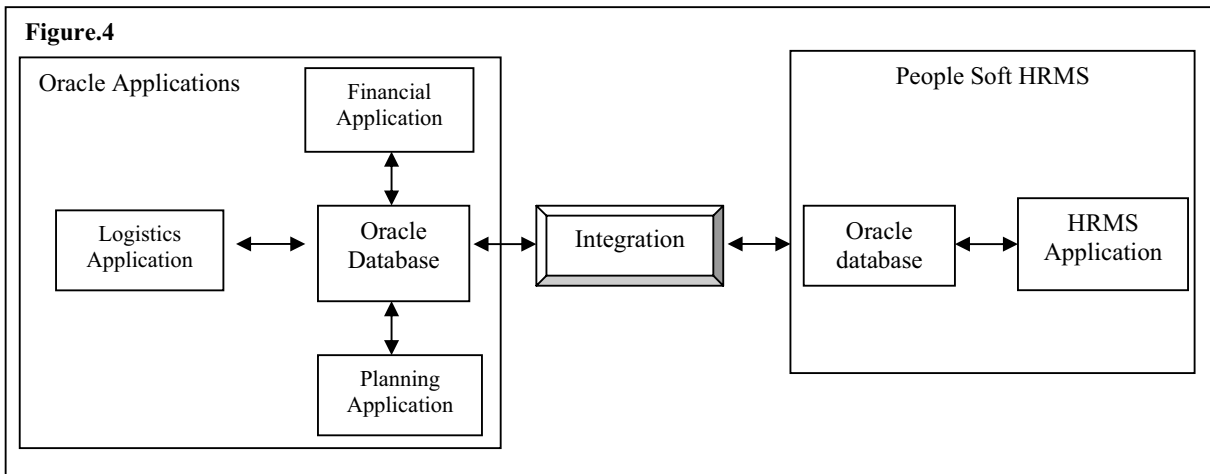 Figure.4
Oracle Applications
Financial
Application
Logistics
Application
Oracle
Database
Planning
Application
Integration
People Soft HRMS
Oracle
database
HRMS
Application